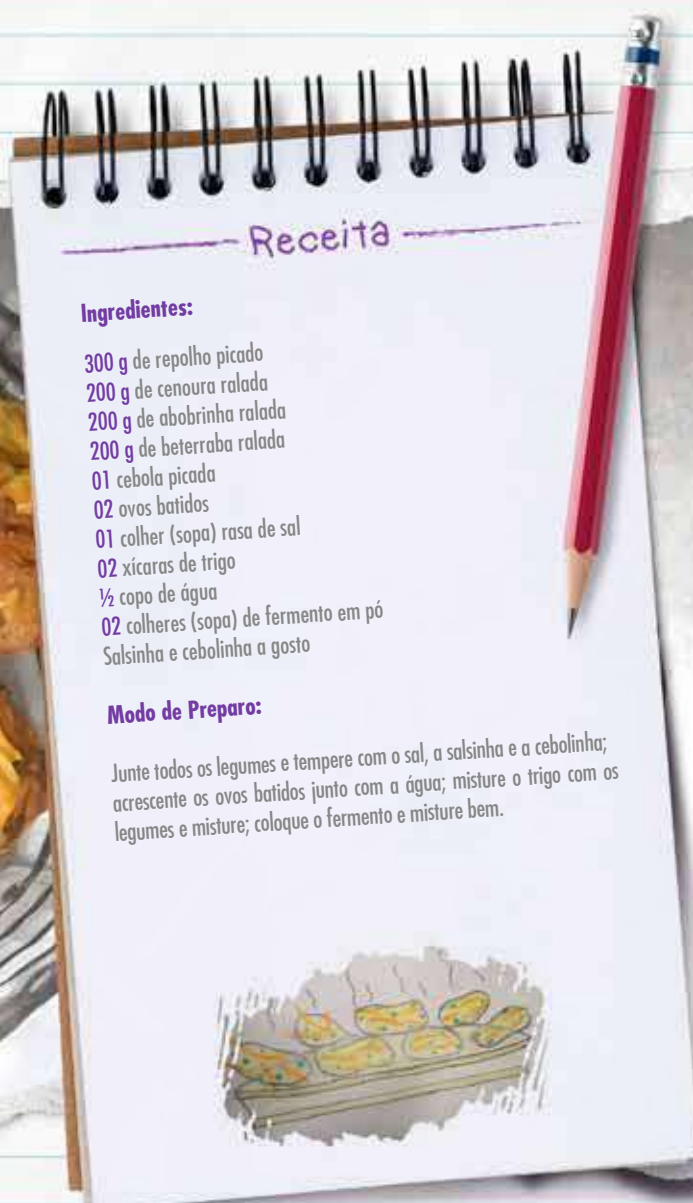 Receita
Ingredientes:
300 g de repolho picado
200 g de cenoura ralada
200 g de abobrinha ralada
200 g de beterraba ralada
01 cebola picada
02 ovos batidos
01 colher (sopa) rasa de sal
02 xícaras de trigo
½ copo de água
02 colheres (sopa) de fermento em pó
Salsinha e cebolinha a gosto
Modo de Preparo:
Junte todos os legumes e tempere com o sal, a salsinha e a cebolinha;
acrescente os ovos batidos junto com a água; misture o trigo com os
legumes e misture; coloque o fermento e misture bem.